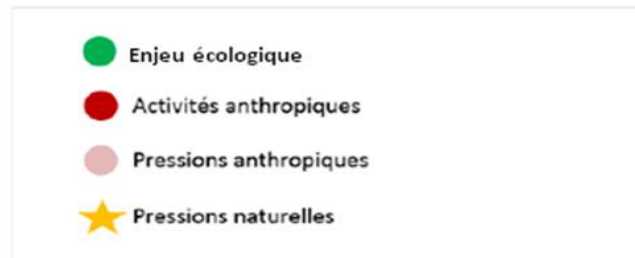 Enjeu écologique
Activités anthropiques
Pressions anthropiques
Pressions naturelles